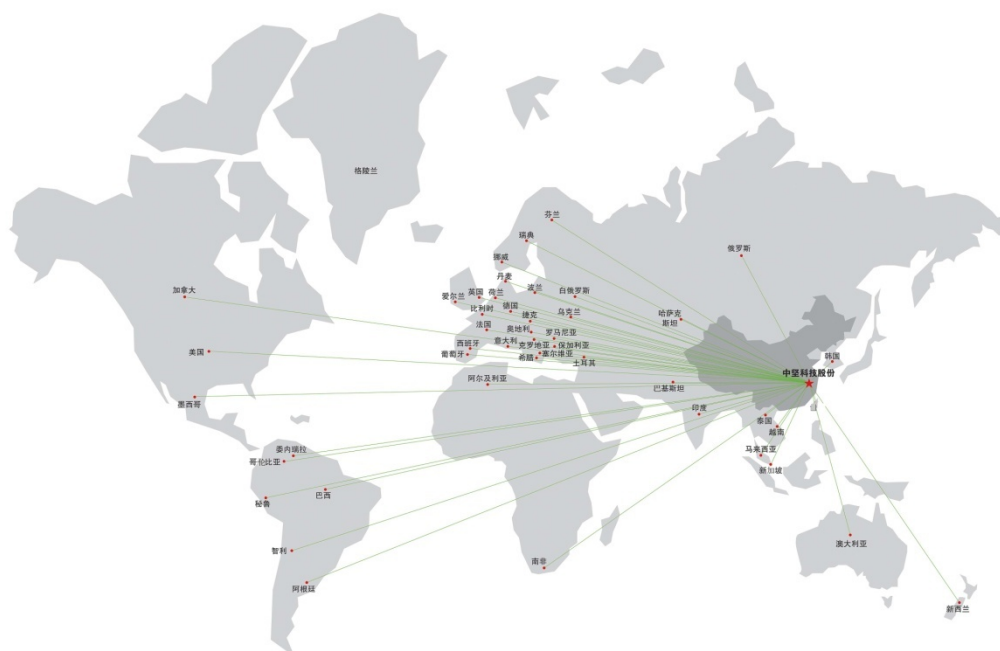 格陵兰
芬兰
瑞典
俄罗斯
挪威
丹麦
加拿大
爱尔兰
英国
荷兰
波兰
白俄罗斯
比利时
德国
乌克兰
捷克
哈萨克
斯坦
法国
奥地利
罗马尼亚
西班牙
意大利
克罗地亚
保加利亚
美国
葡萄牙
希腊
塞尔维亚
土耳其
韩国
中坚科技股份
阿尔及利亚
巴基斯坦
墨西哥
印度
业
泰国
越南
委内瑞拉
马来西亚
哥伦比亚
新加坡
巴西
秘鲁
澳大利亚
智利
南非
阿根廷
新西兰